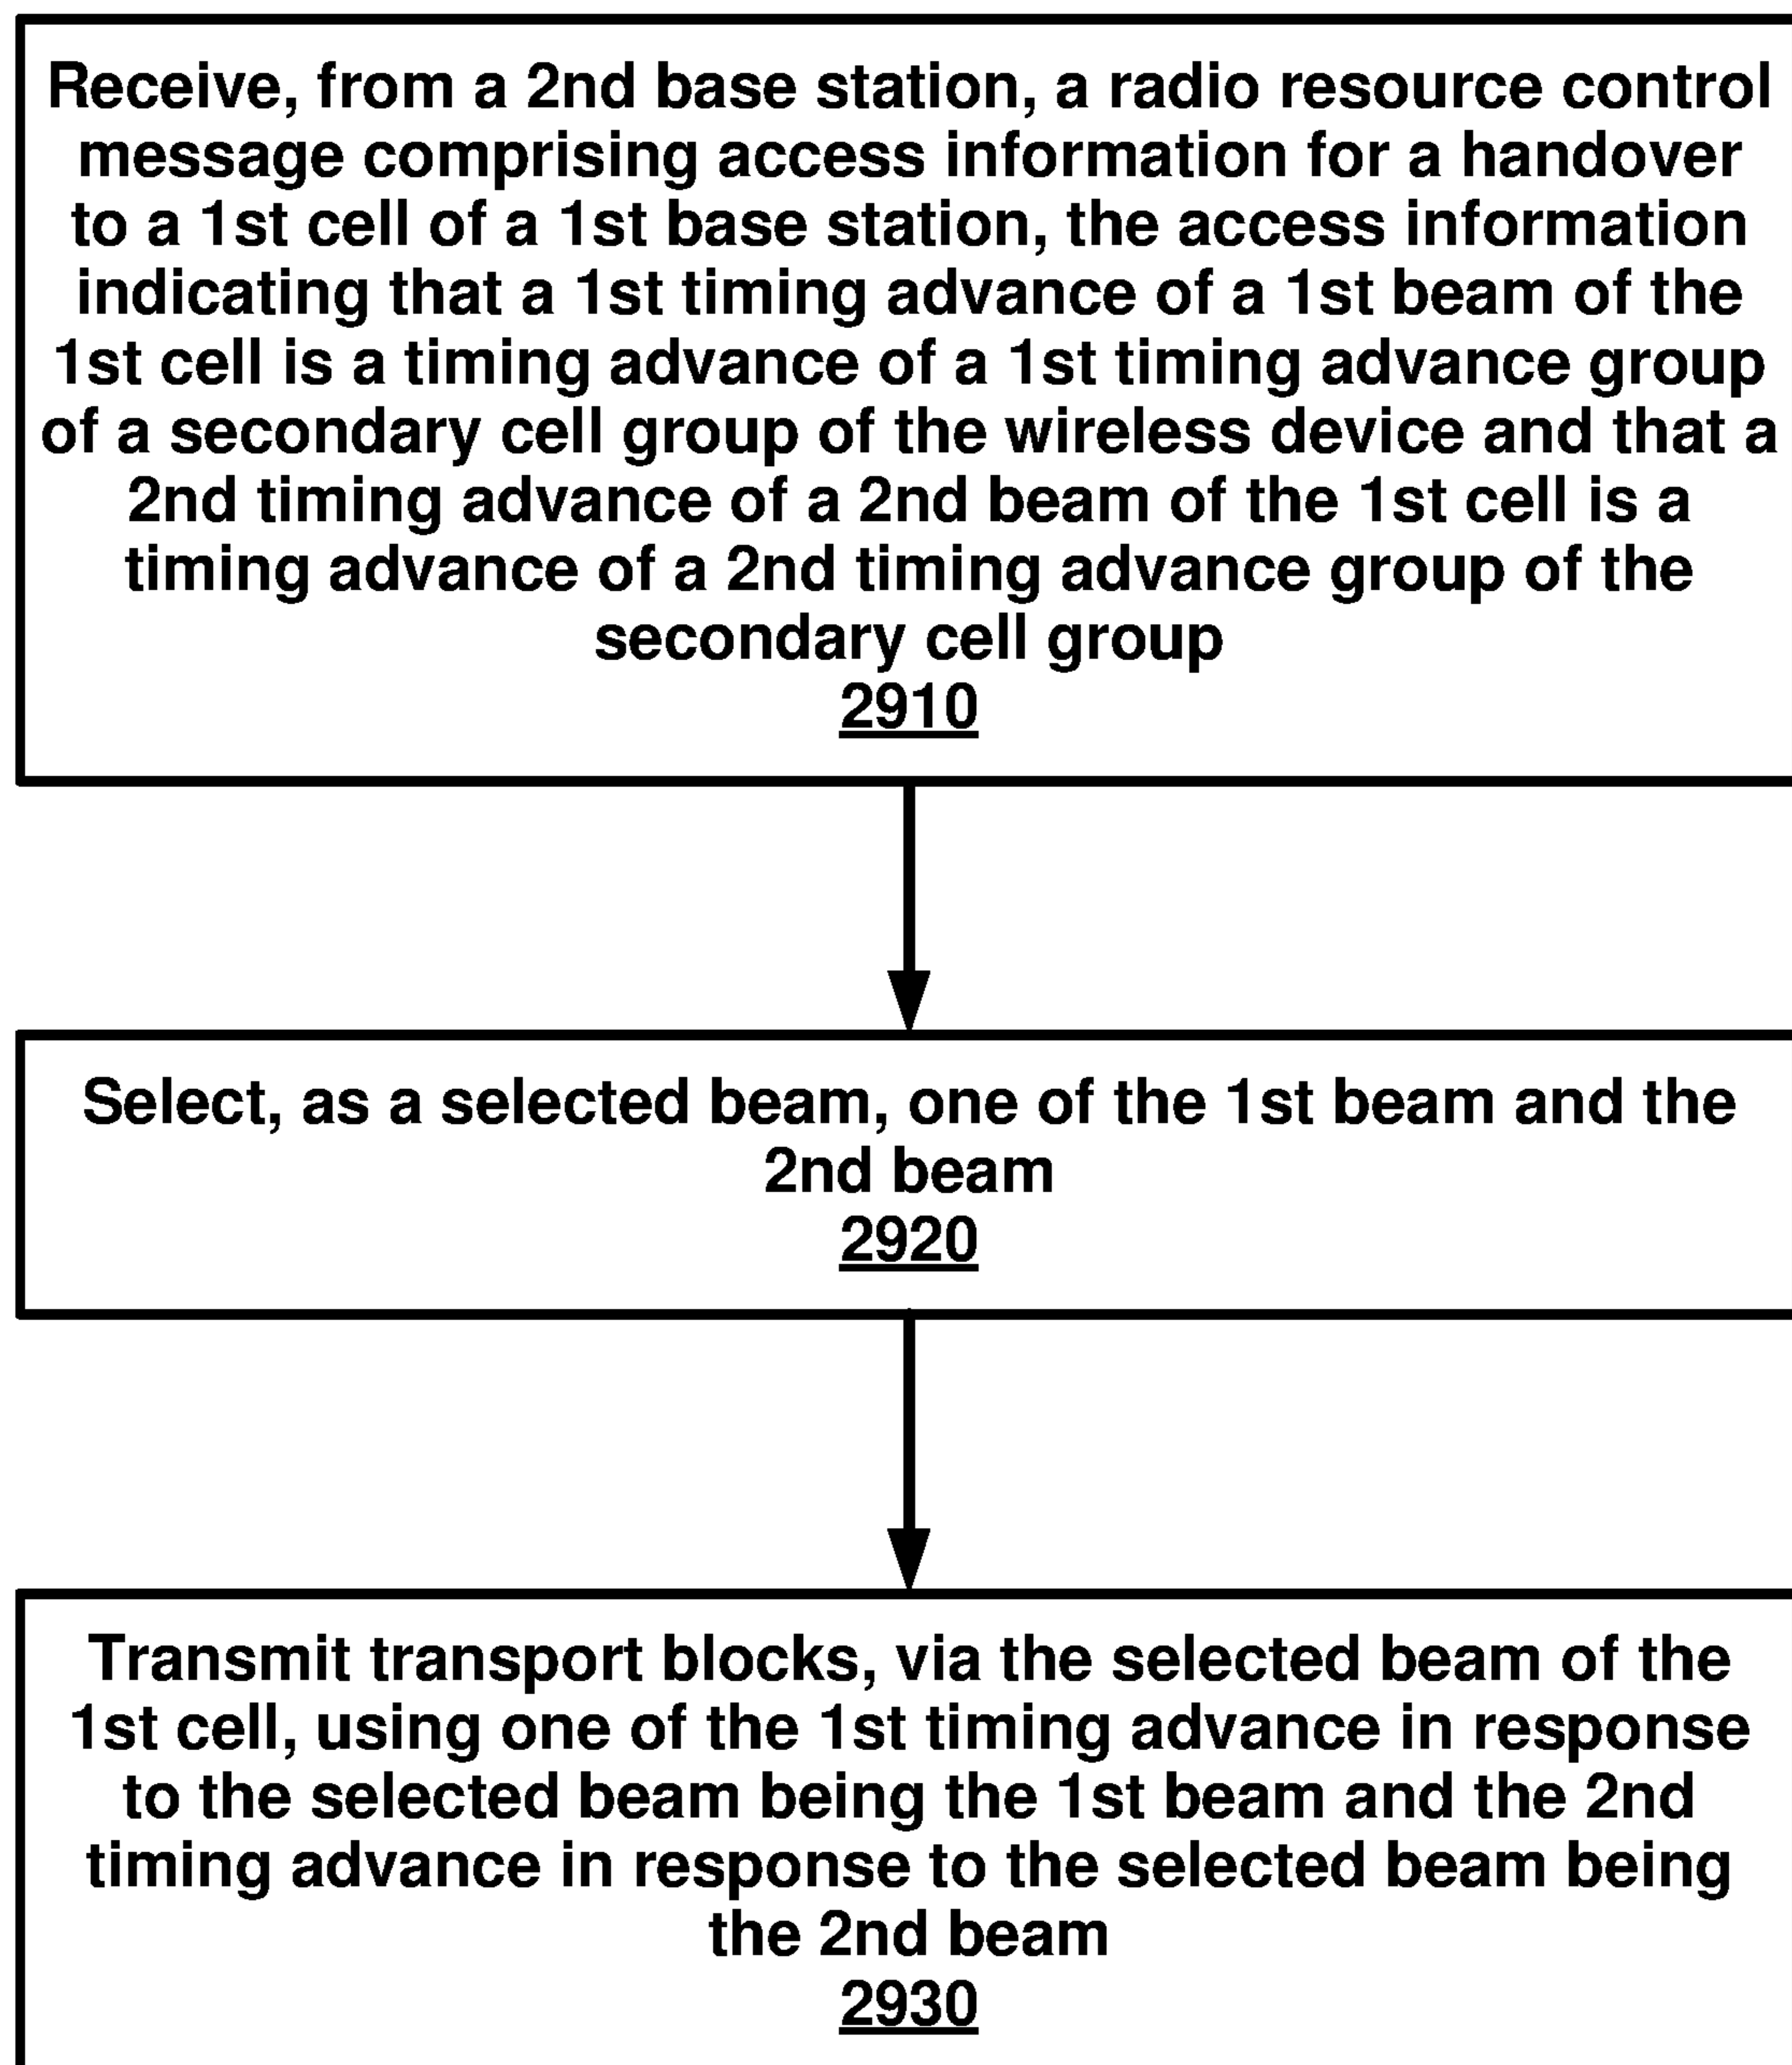 Receive, from a 2nd base station, a radio resource control
message comprising access information for a handover
to a 1st cell of a 1st base station, the access information
indicating that a 1st timing advance of a 1st beam of the
1st cell is a timing advance of a 1st timing advance group
of a secondary cell group of the wireless device and that a
2nd timing advance of a 2nd beam of the 1st cell is a
timing advance of a 2nd timing advance group of the
secondary cell group
2910
Select, as a selected beam, one of the 1st beam and the
2nd beam
2920
Transmit transport blocks, via the selected beam of the
1st cell, using one of the 1st timing advance in response
to the selected beam being the 1st beam and the 2nd
timing advance in response to the selected beam being
the 2nd beam
2930